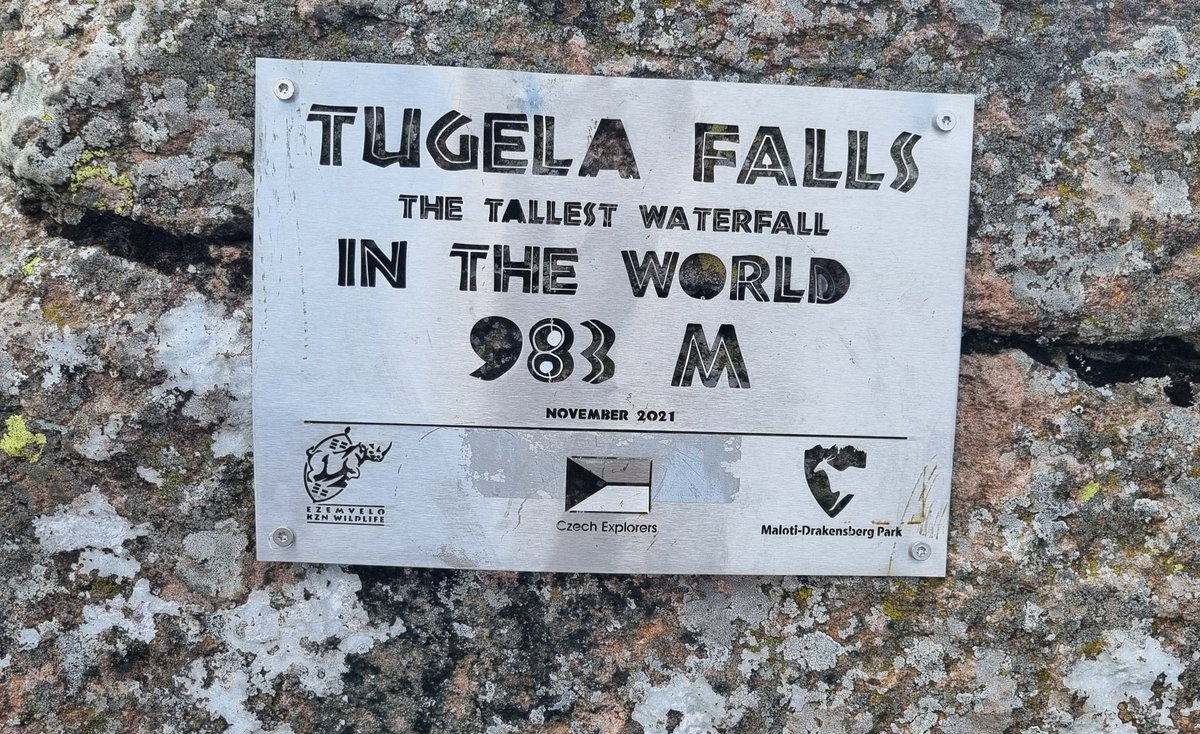 TUGELA FALLS
THE TALLEST WATERFALL
IN THE WORLD
983 M
NOVEMBER 2021
EZEMVELO
KZN WILDLIFE
Czech Explorers
Maloti-Drakensberg Park